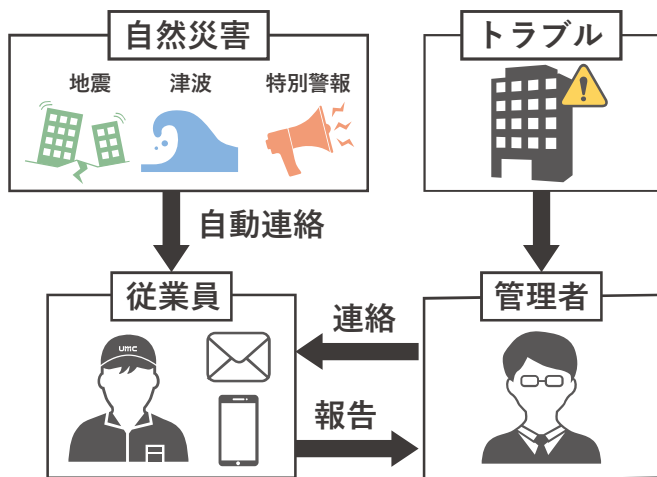 自然災害
トラブル
地震
津波
特別警報
自動連絡
従業員
管理者
連絡
umc
報告